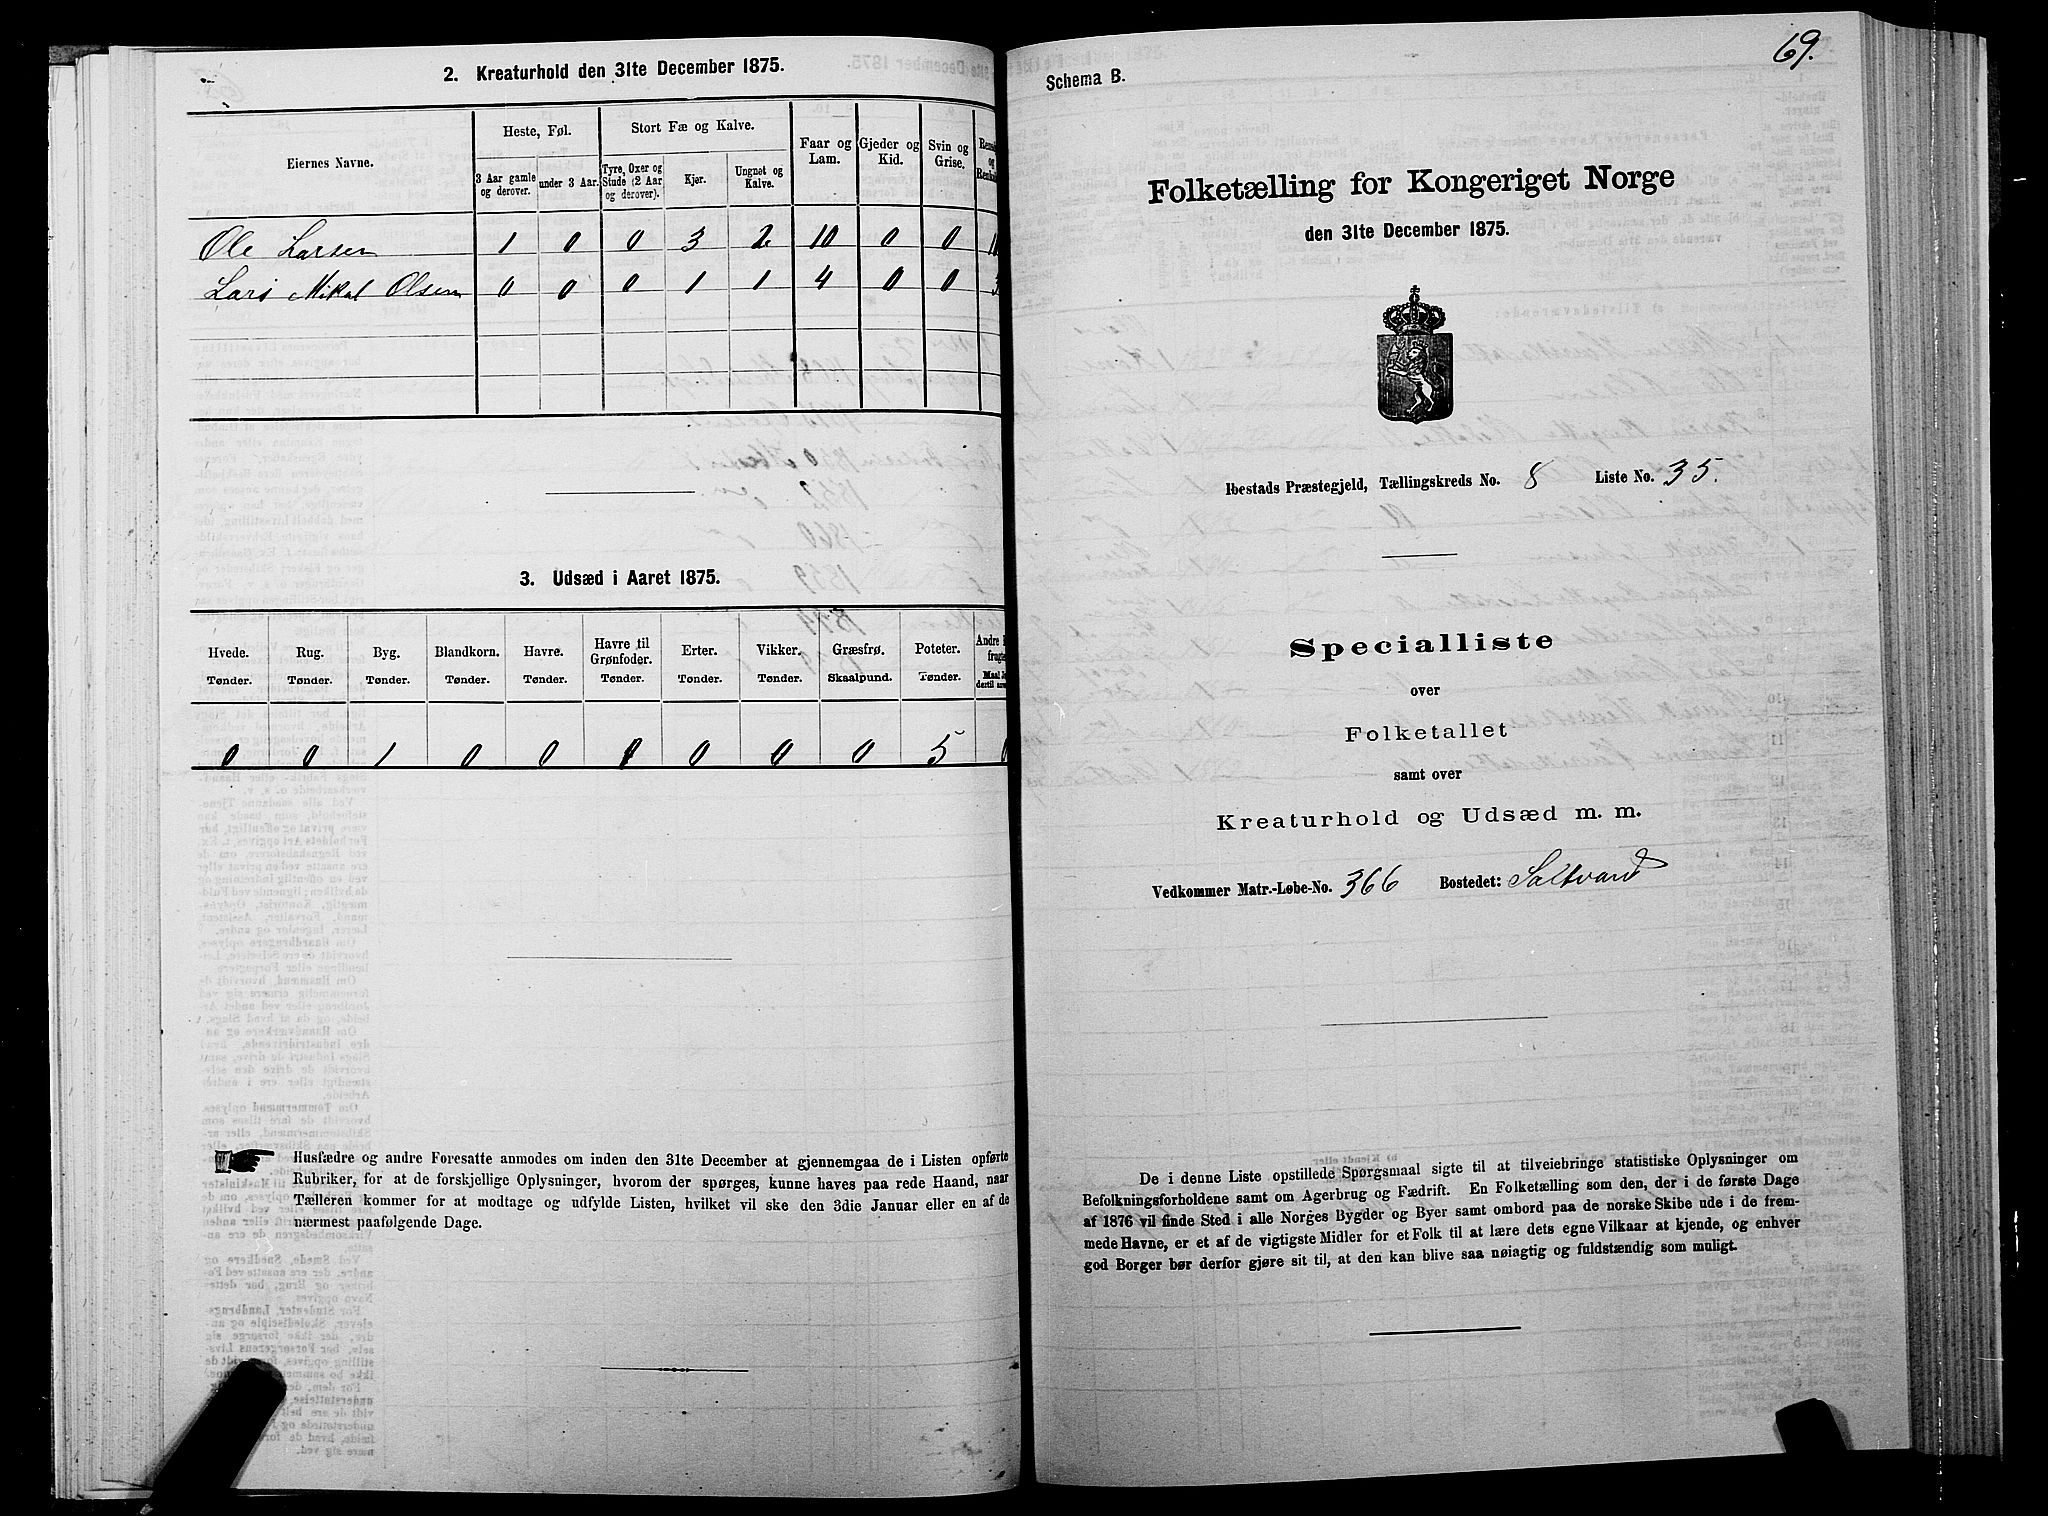 2. Kreaturhold den 31te December 1875.
Eiernes Navne.
Heste, Føl.
Stort Fæ og Kalve.
Faar og Lam.
Gjeder og Kid.
Svin og Grise.
3 Aar gamle og derover.
under 3 Aar.
Tyre, Oxer og Stude (2 Aar og derover).
Kjør.
Ungnet og Kalve.
Ole Larsen 1 0 0 3 2 10 0 0
Lars Mikal Olsen 0 0 0 1 1 4 0 0
3. Udsæd i Aaret 1875.
Hvede. Rug. Byg. Blandkorn. Havre. Havre til Grønfoder. Erter. Vikker. Græsfrø. Poteter.
Tønder. Tønder. Tønder. Tønder. Tønder. Tønder. Tønder. Tønder. Skaalpund. Tønder.
0 0 1 0 0 0 0 0 0 5 0
Husfædre og andre Foresatte anmodes om inden den 31te December at gjennemgaa de i Listen opførte
Rubriker, for at de forskjellige Oplysninger, hvorom der spørges, kunne haves paa rede Haand, naar
Tælleren kommer for at modtage og udfylde Listen, hvilket vil ske den 3die Januar eller en af de
nærmest paafølgende Dage.
69.
Schema B.
Folketælling for Kongeriget Norge
den 31te December 1875.
Ibestads Præstegjeld, Tællingskreds No. 8 Liste No. 35.
Specialliste
over
Folketallet
samt over
Kreaturhold og Udsæd m. m.
Vedkommer Matr.-Løbe-No. 366 Bostedet: Saltvand
De i denne Liste opstillede Spørgsmaal sigte til at tilveiebringe statistiske Oplysninger om
Befolkningsforholdene samt om Agerbrug og Fædrift. En Folketælling som den, der i de første Dage
af 1876 vil finde Sted i alle Norges Bygder og Byer samt ombord paa de norske Skibe ude i de frem-
mede Havne, er et af de vigtigste Midler for et Folk til at lære dets egne Vilkaar at kjende, og enhver
god Borger bør derfor gjøre sit til, at den kan blive saa nøiagtig og fuldstændig som muligt.